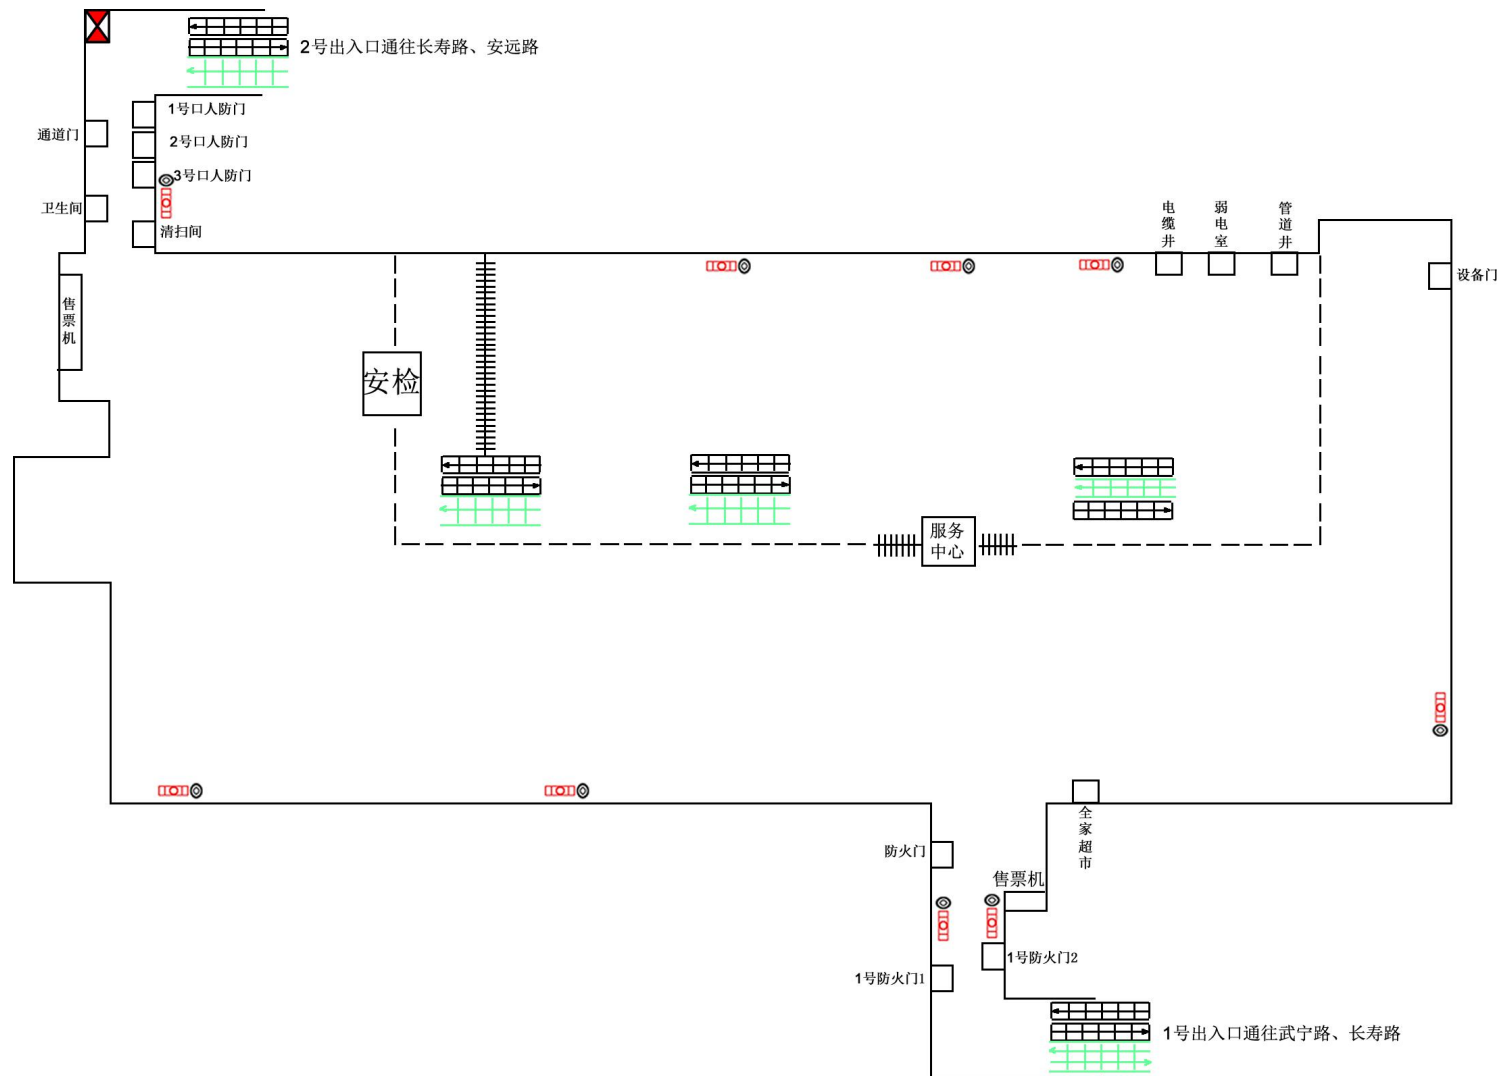 2号出入口通往长寿路、安远路
1号口人防门
通道门
2号口人防门
3号口人防门
卫生间
清扫间
电缆井
弱电室
管道井
设备门
售票机
安检
服务
中心
全家超市
防火门
售票机
1号防火门2
1号防火门1
1号出入口通往武宁路、长寿路